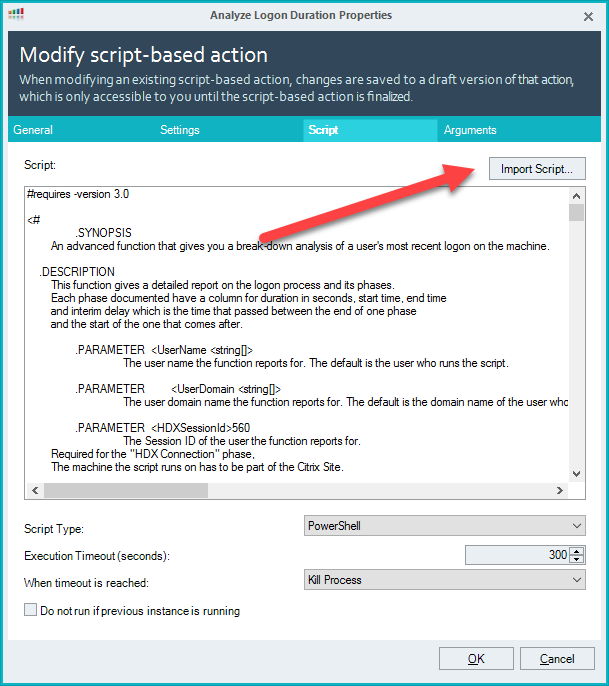 Analyze Logon Duration Properties
Modify script-based action
When modifying an existing script-based action, changes are saved to a draft version of that action,
which is only accessible to you until the script-based action is finalized.
General Settings Script Arguments
Script:
Import Script...
#requires -version 3.0
<#
.SYNOPSIS
An advanced function that gives you a break-down analysis of a user's most recent logon on the machine.
.DESCRIPTION
This function gives a detailed report on the logon process and its phases.
Each phase documented have a column for duration in seconds, start time, end time
and interim delay which is the time that passed between the end of one phase
and the start of the one that comes after.
.PARAMETER <UserName <string[]>
The user name the function reports for. The default is the user who runs the script.
.PARAMETER <UserDomain <string[]>
The user domain name the function reports for. The default is the domain name of the user who
.PARAMETER <HDXSessionId>560
The Session ID of the user the function reports for.
Required for the "HDX Connection" phase,
The machine the script runs on has to be part of the Citrix Site.
Script Type: PowerShell
Execution Timeout (seconds): 300
When timeout is reached: Kill Process
Do not run if previous instance is running
OK Cancel